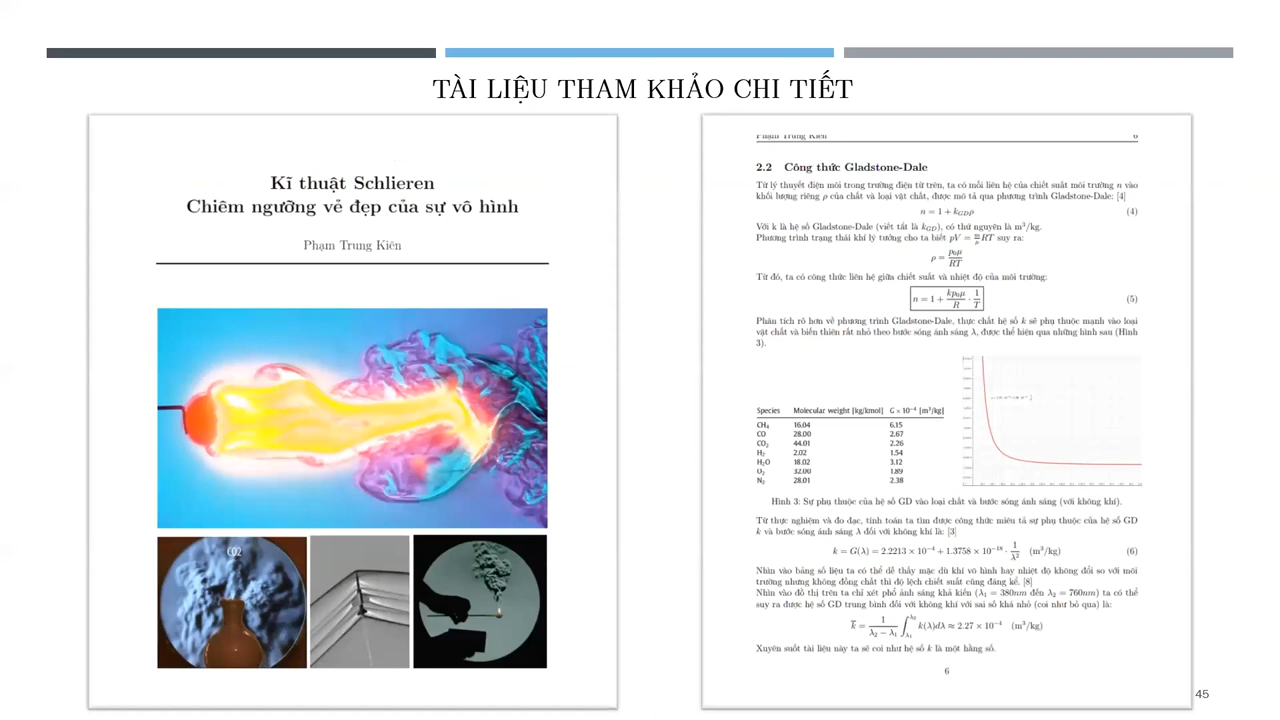 TÀI LIỆU THAM KHẢO CHI TIẾT
Kĩ thuật Schlieren
Chiêm ngưỡng vẻ đẹp của sự vô hình
Phạm Trung Kiên
CO2
Phạm Trung Kiên 6
2.2 Công thức Gladstone-Dale
Từ lý thuyết điện môi trong trường điện từ trên, ta có mối liên hệ của chiết suất môi trường n vào
khối lượng riêng ρ của chất và loại vật chất, được mô tả qua phương trình Gladstone-Dale: [4]
n = 1 + k_GD ρ (4)
Với k là hệ số Gladstone-Dale (viết tắt là k_GD), có thứ nguyên là m³/kg.
Phương trình trạng thái khí lý tưởng cho ta biết pV = m/μ RT suy ra:
ρ = p₀μ / RT
Từ đó, ta có công thức liên hệ giữa chiết suất và nhiệt độ của môi trường:
n = 1 + kp₀μ / R · 1 / T (5)
Phân tích rõ hơn về phương trình Gladstone-Dale, thực chất hệ số k sẽ phụ thuộc mạnh vào loại
vật chất và biến thiên rất nhỏ theo bước sóng ánh sáng λ, được thể hiện qua những hình sau (Hình
3).
Species Molecular weight [kg/kmol] G × 10⁻⁴ [m³/kg]
CH₄ 16.04 6.15
CO 28.00 2.67
CO₂ 44.01 2.26
H₂ 2.02 1.54
H₂O 18.02 3.12
O₂ 32.00 1.89
N₂ 28.01 2.38
Hình 3: Sự phụ thuộc của hệ số GD vào loại chất và bước sóng ánh sáng (với không khí).
Từ thực nghiệm và đo đạc, tính toán ta tìm được công thức miêu tả sự phụ thuộc của hệ số GD
k và bước sóng ánh sáng λ đối với không khí là: [3]
k = G(λ) = 2.2213 × 10⁻⁴ + 1.3758 × 10⁻¹⁸ · 1 / λ² (m³/kg) (6)
Nhìn vào bảng số liệu ta có thể dễ thấy mặc dù khí vô hình hay nhiệt độ không đổi so với môi
trường nhưng không đồng chất thì độ lệch chiết suất cũng đáng kể. [8]
Nhìn vào đồ thị trên ta chỉ xét phổ ánh sáng khả kiến (λ₁ = 380nm đến λ₂ = 760nm) ta có thể
suy ra được hệ số GD trung bình đối với không khí với sai số khá nhỏ (coi như bỏ qua) là:
k̅ = 1 / (λ₂ − λ₁) ∫_λ₁^λ₂ k(λ)dλ ≈ 2.27 × 10⁻⁴ (m³/kg)
Xuyên suốt tài liệu này ta sẽ coi như hệ số k là một hằng số.
6
45